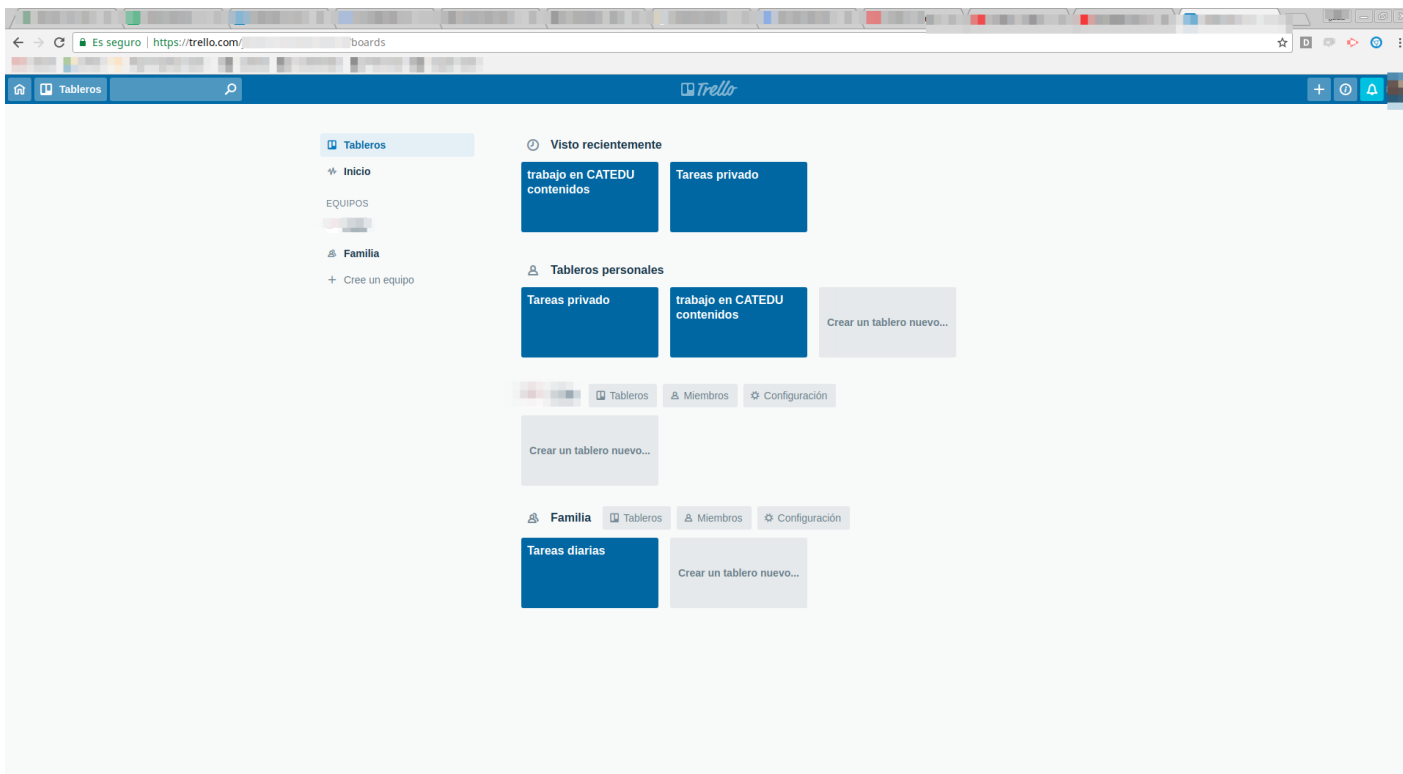 Es seguro https://trello.com/ boards
D
Tableros
Trello
Tableros
Inicio
EQUIPOS
Familia
+ Cree un equipo
Visto recientemente
trabajo en CATEDU
contenidos
Tareas privado
Tableros personales
Tareas privado
trabajo en CATEDU
contenidos
Crear un tablero nuevo...
Tableros Miembros Configuración
Crear un tablero nuevo...
Familia Tableros Miembros Configuración
Tareas diarias
Crear un tablero nuevo...